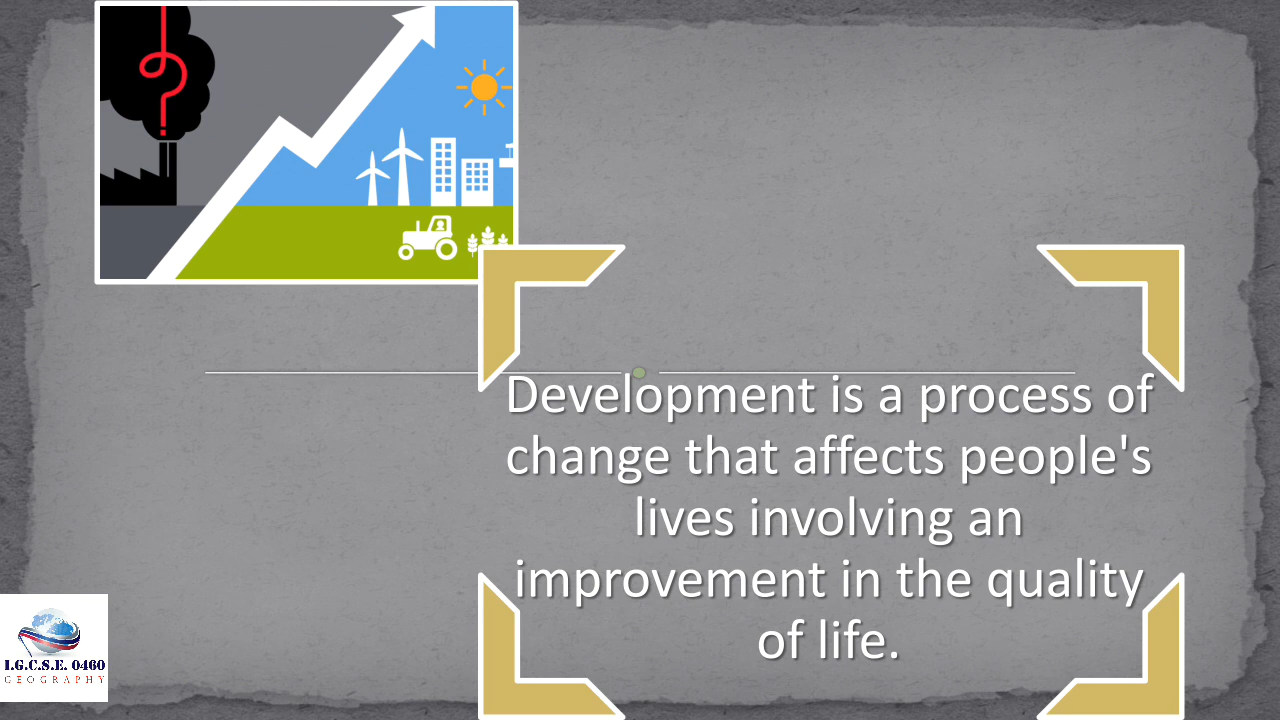 Development is a process of
change that affects people's
lives involving an
improvement in the quality
of life.
I.G.C.S.E. 0460
GEOGRAPHY